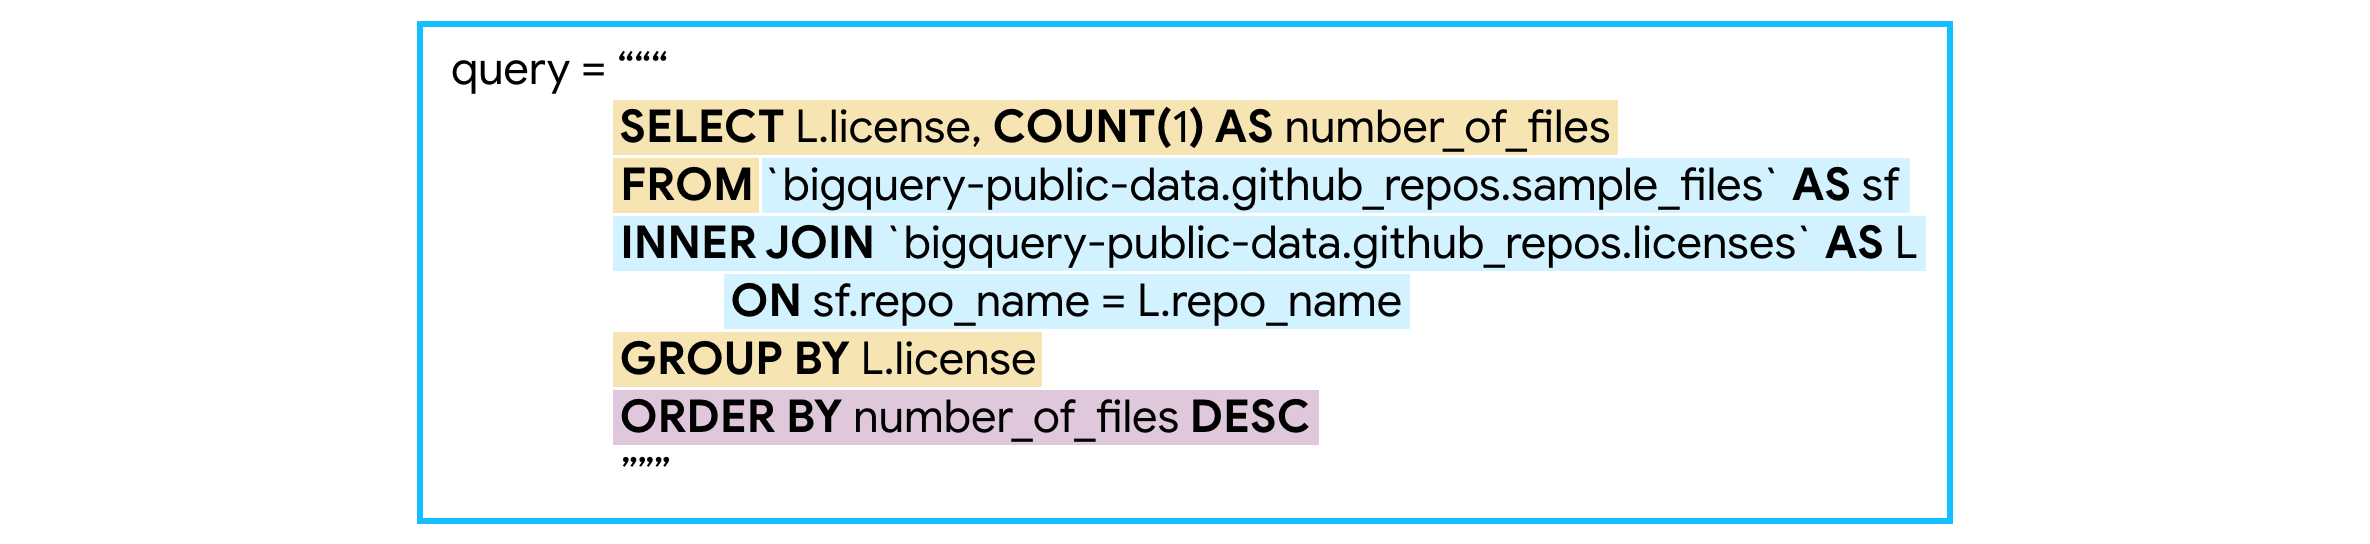 query = “““
SELECT L.license, COUNT(1) AS number_of_files
FROM `bigquery-public-data.github_repos.sample_files` AS sf
INNER JOIN `bigquery-public-data.github_repos.licenses` AS L
ON sf.repo_name = L.repo_name
GROUP BY L.license
ORDER BY number_of_files DESC
”””